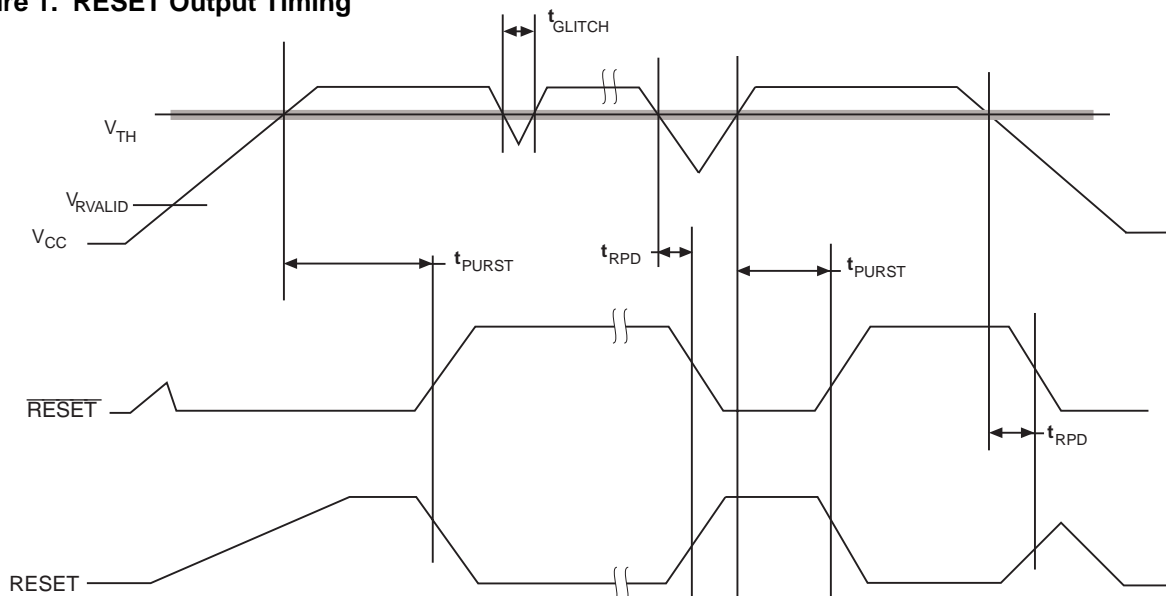 re 1. RESET Output Timing
tGLITCH
VTH
VRVALID
VCC
tPURST
tRPD
tPURST
RESET
tRPD
RESET